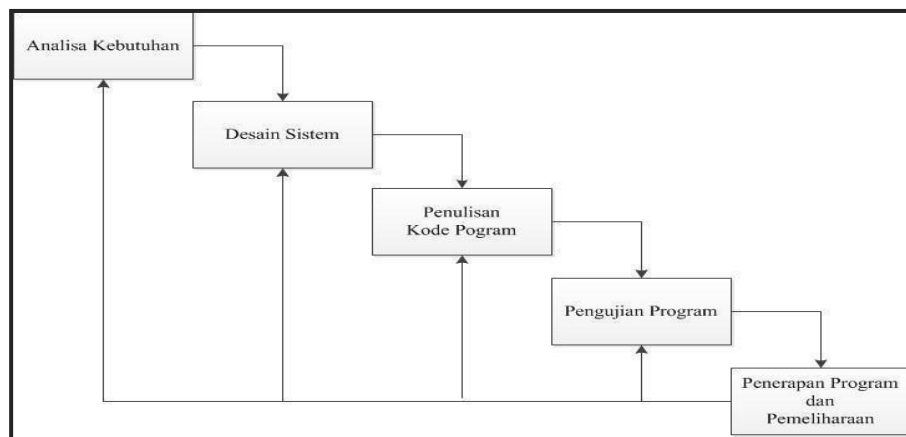 Analisa Kebutuhan
Desain Sistem
Penulisan
Kode Pogram
Pengujian Program
Penerapan Program
dan
Pemeliharaan